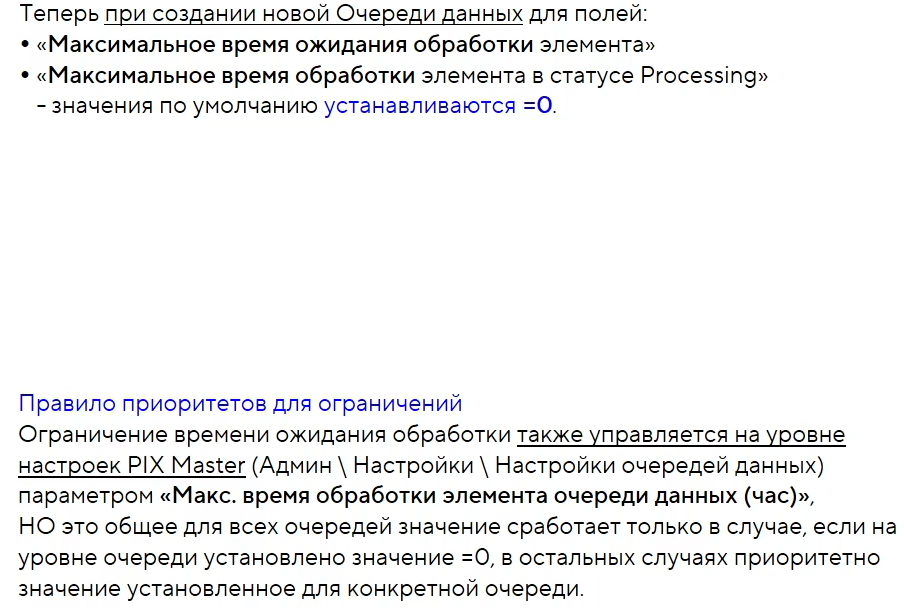 Теперь при создании новой Очереди данных для полей:
• «Максимальное время ожидания обработки элемента»
• «Максимальное время обработки элемента в статусе Processing»
- значения по умолчанию устанавливаются =0.
Правило приоритетов для ограничений
Ограничение времени ожидания обработки также управляется на уровне
настроек PIX Master (Админ \ Настройки \ Настройки очередей данных)
параметром «Макс. время обработки элемента очереди данных (час)»,
НО это общее для всех очередей значение сработает только в случае, если на
уровне очереди установлено значение =0, в остальных случаях приоритетно
значение установленное для конкретной очереди.